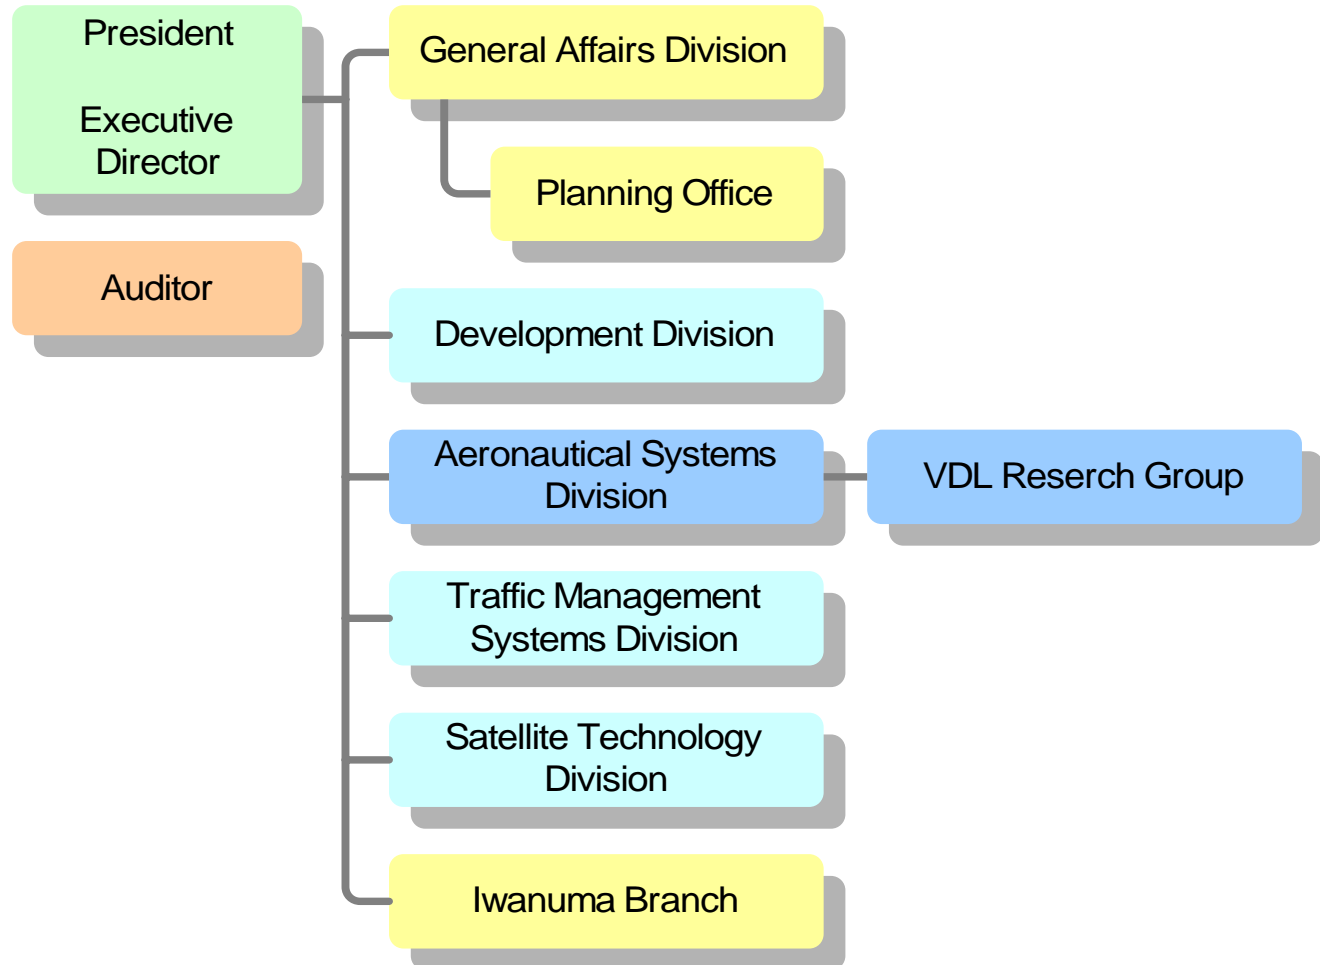 President
Executive
Director
Auditor
General Affairs Division
Planning Office
Development Division
Aeronautical Systems
Division
VDL Reserch Group
Traffic Management
Systems Division
Satellite Technology
Division
Iwanuma Branch